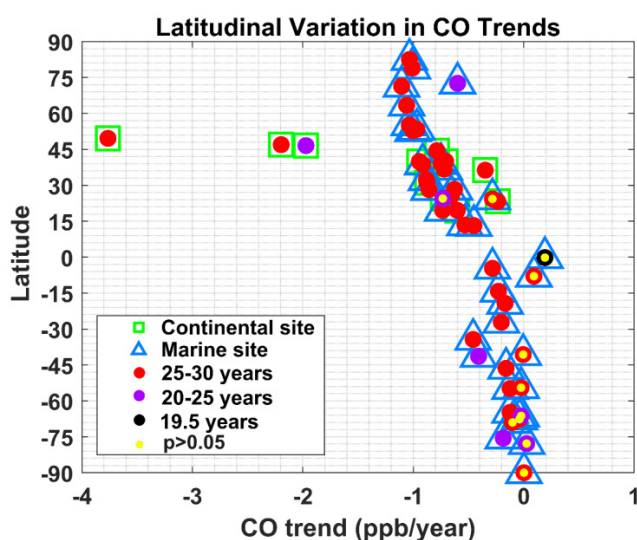 Latitudinal Variation in CO Trends
90
75
60
45
30
15
0
-15
-30
-45
-60
-75
-90
Latitude
Continental site
Marine site
25-30 years
20-25 years
19.5 years
p>0.05
-4 -3 -2 -1 0 1
CO trend (ppb/year)